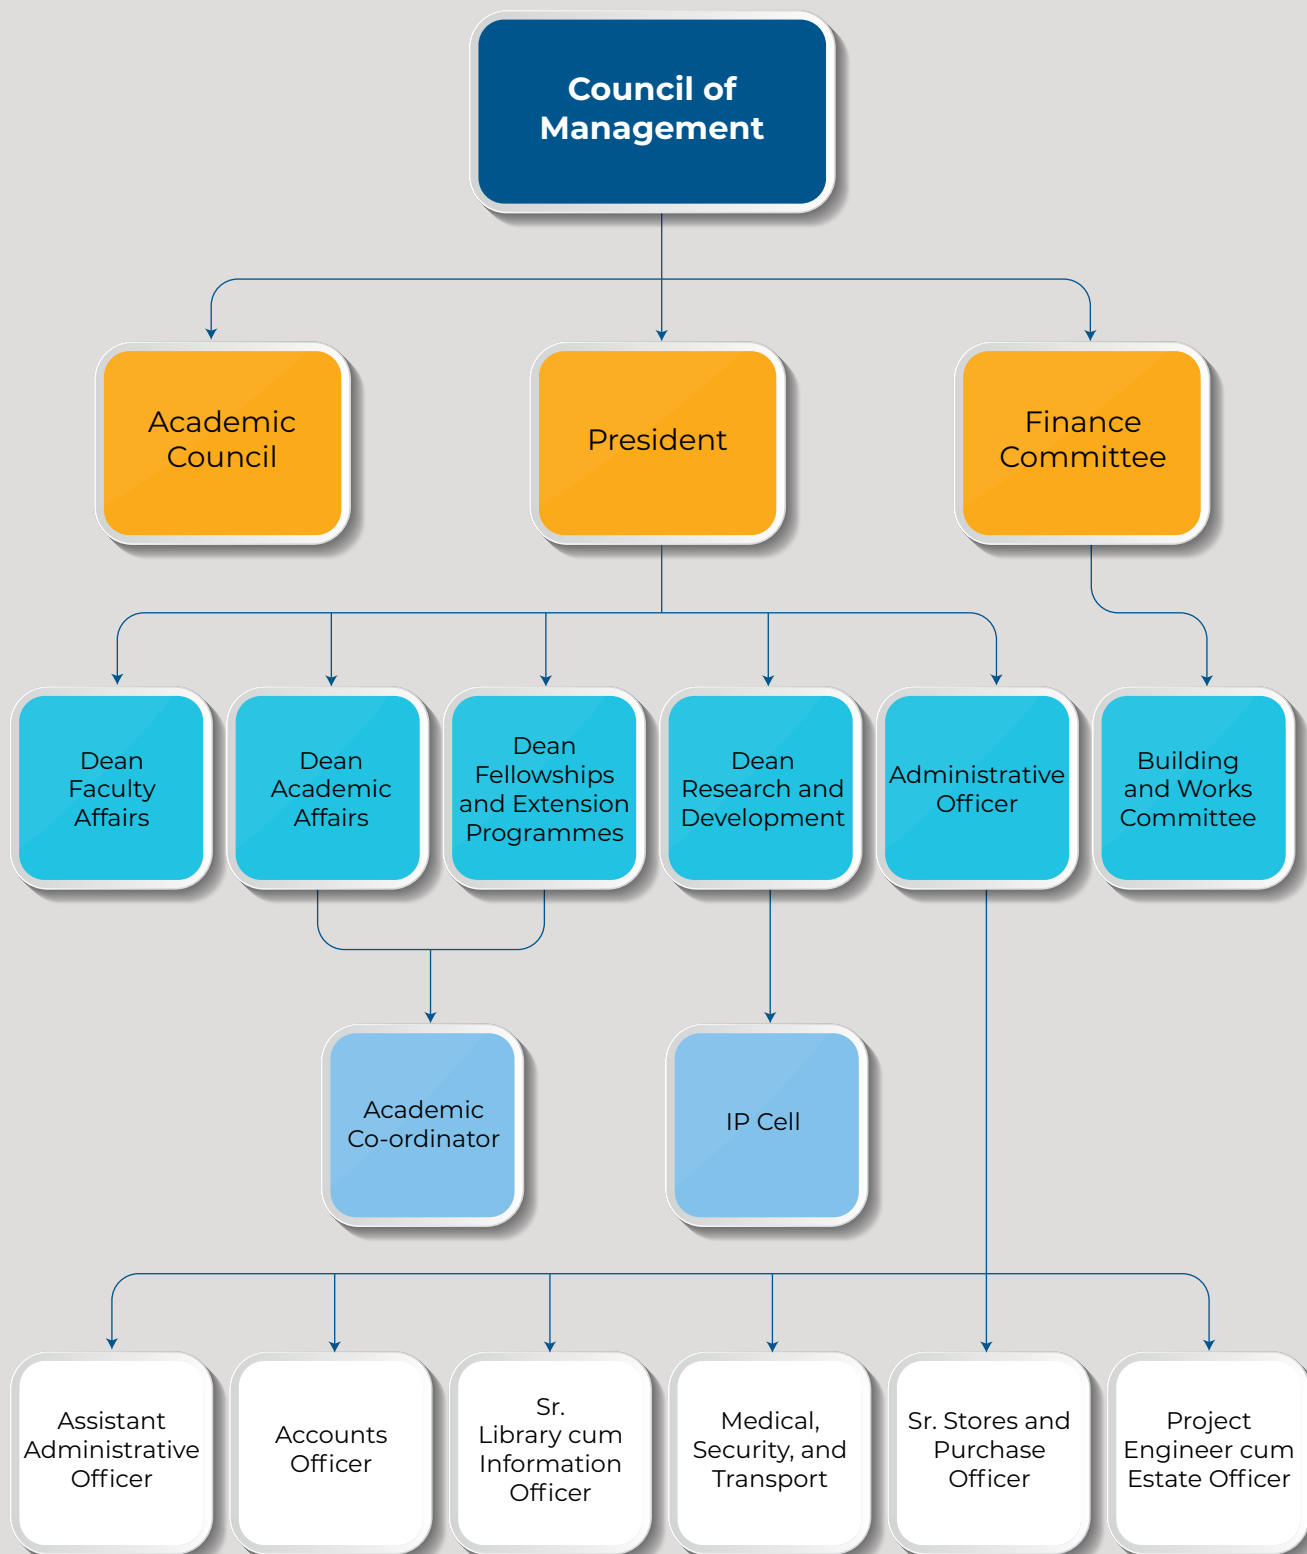 Council of
Management
Academic
Council
President
Finance
Committee
Dean
Faculty
Affairs
Dean
Academic
Affairs
Dean
Fellowships
and Extension
Programmes
Dean
Research and
Development
Administrative
Officer
Building
and Works
Committee
Academic
Co-ordinator
IP Cell
Assistant
Administrative
Officer
Accounts
Officer
Sr.
Library cum
Information
Officer
Medical,
Security, and
Transport
Sr. Stores and
Purchase
Officer
Project
Engineer cum
Estate Officer